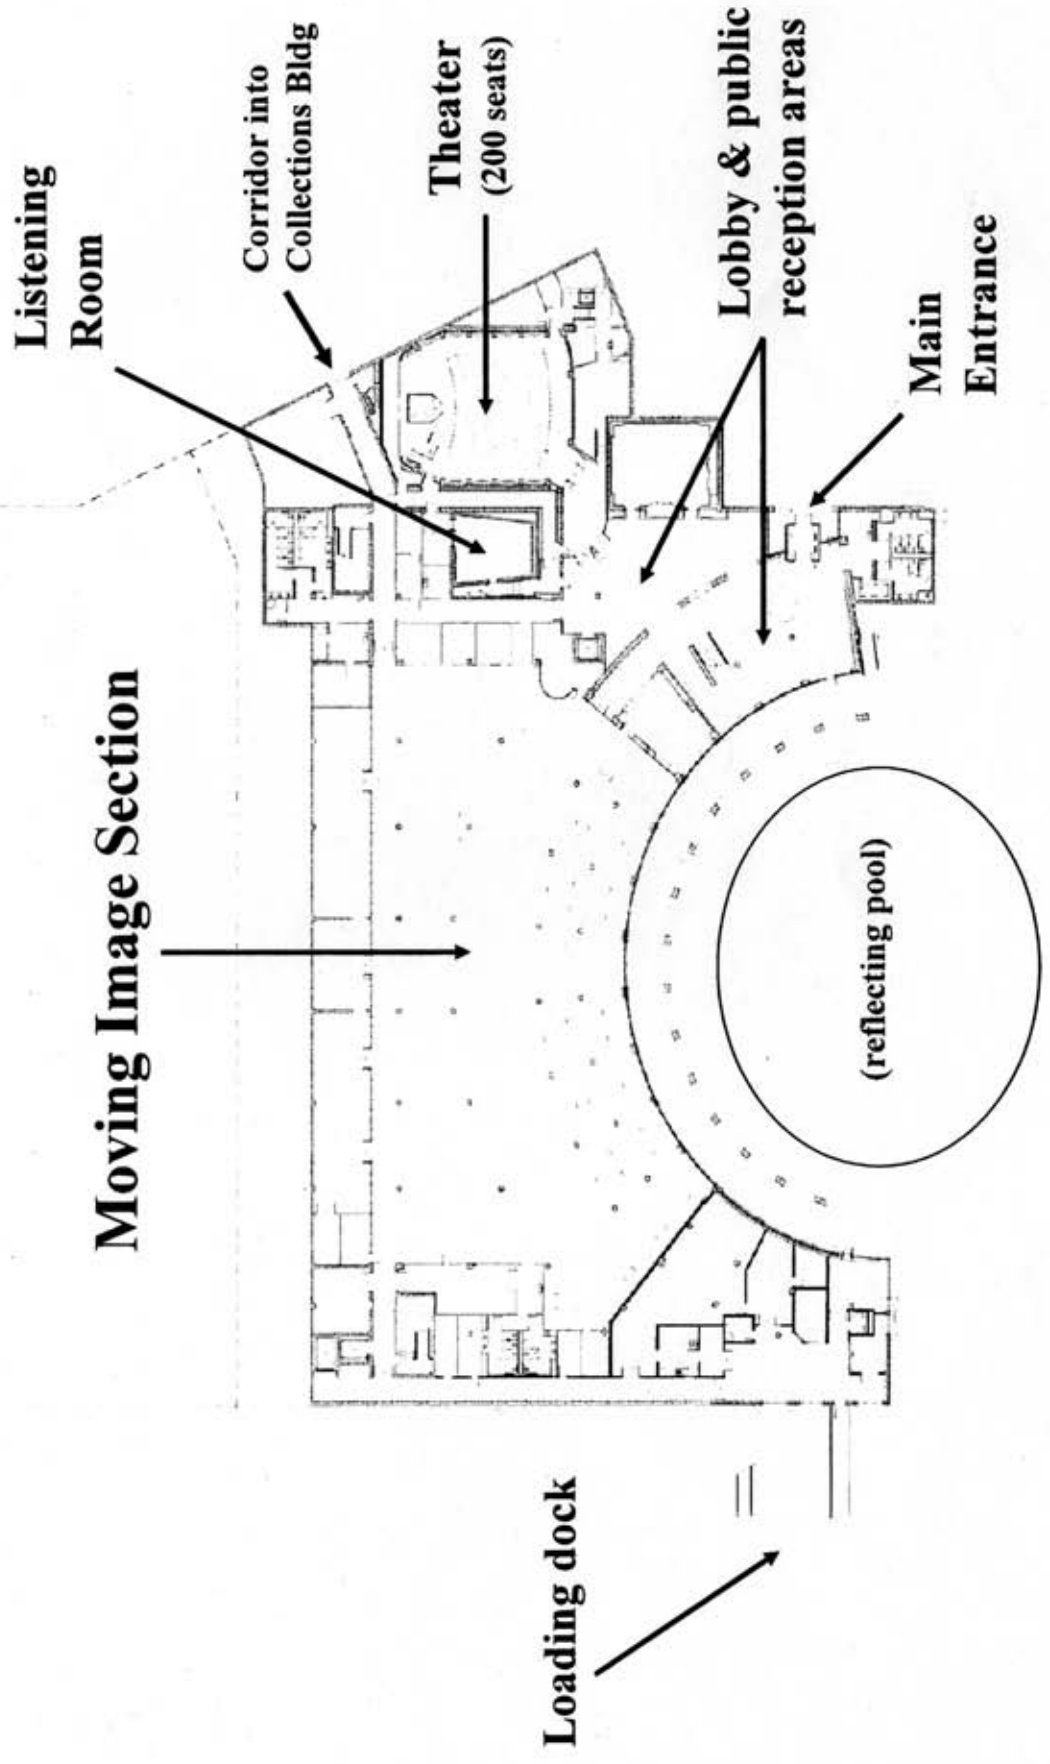 Listening
Room
Corridor into
Collections Bldg
Theater
(200 seats)
Lobby & public
reception areas
Main
Entrance
Moving Image Section
(reflecting pool)
Loading dock